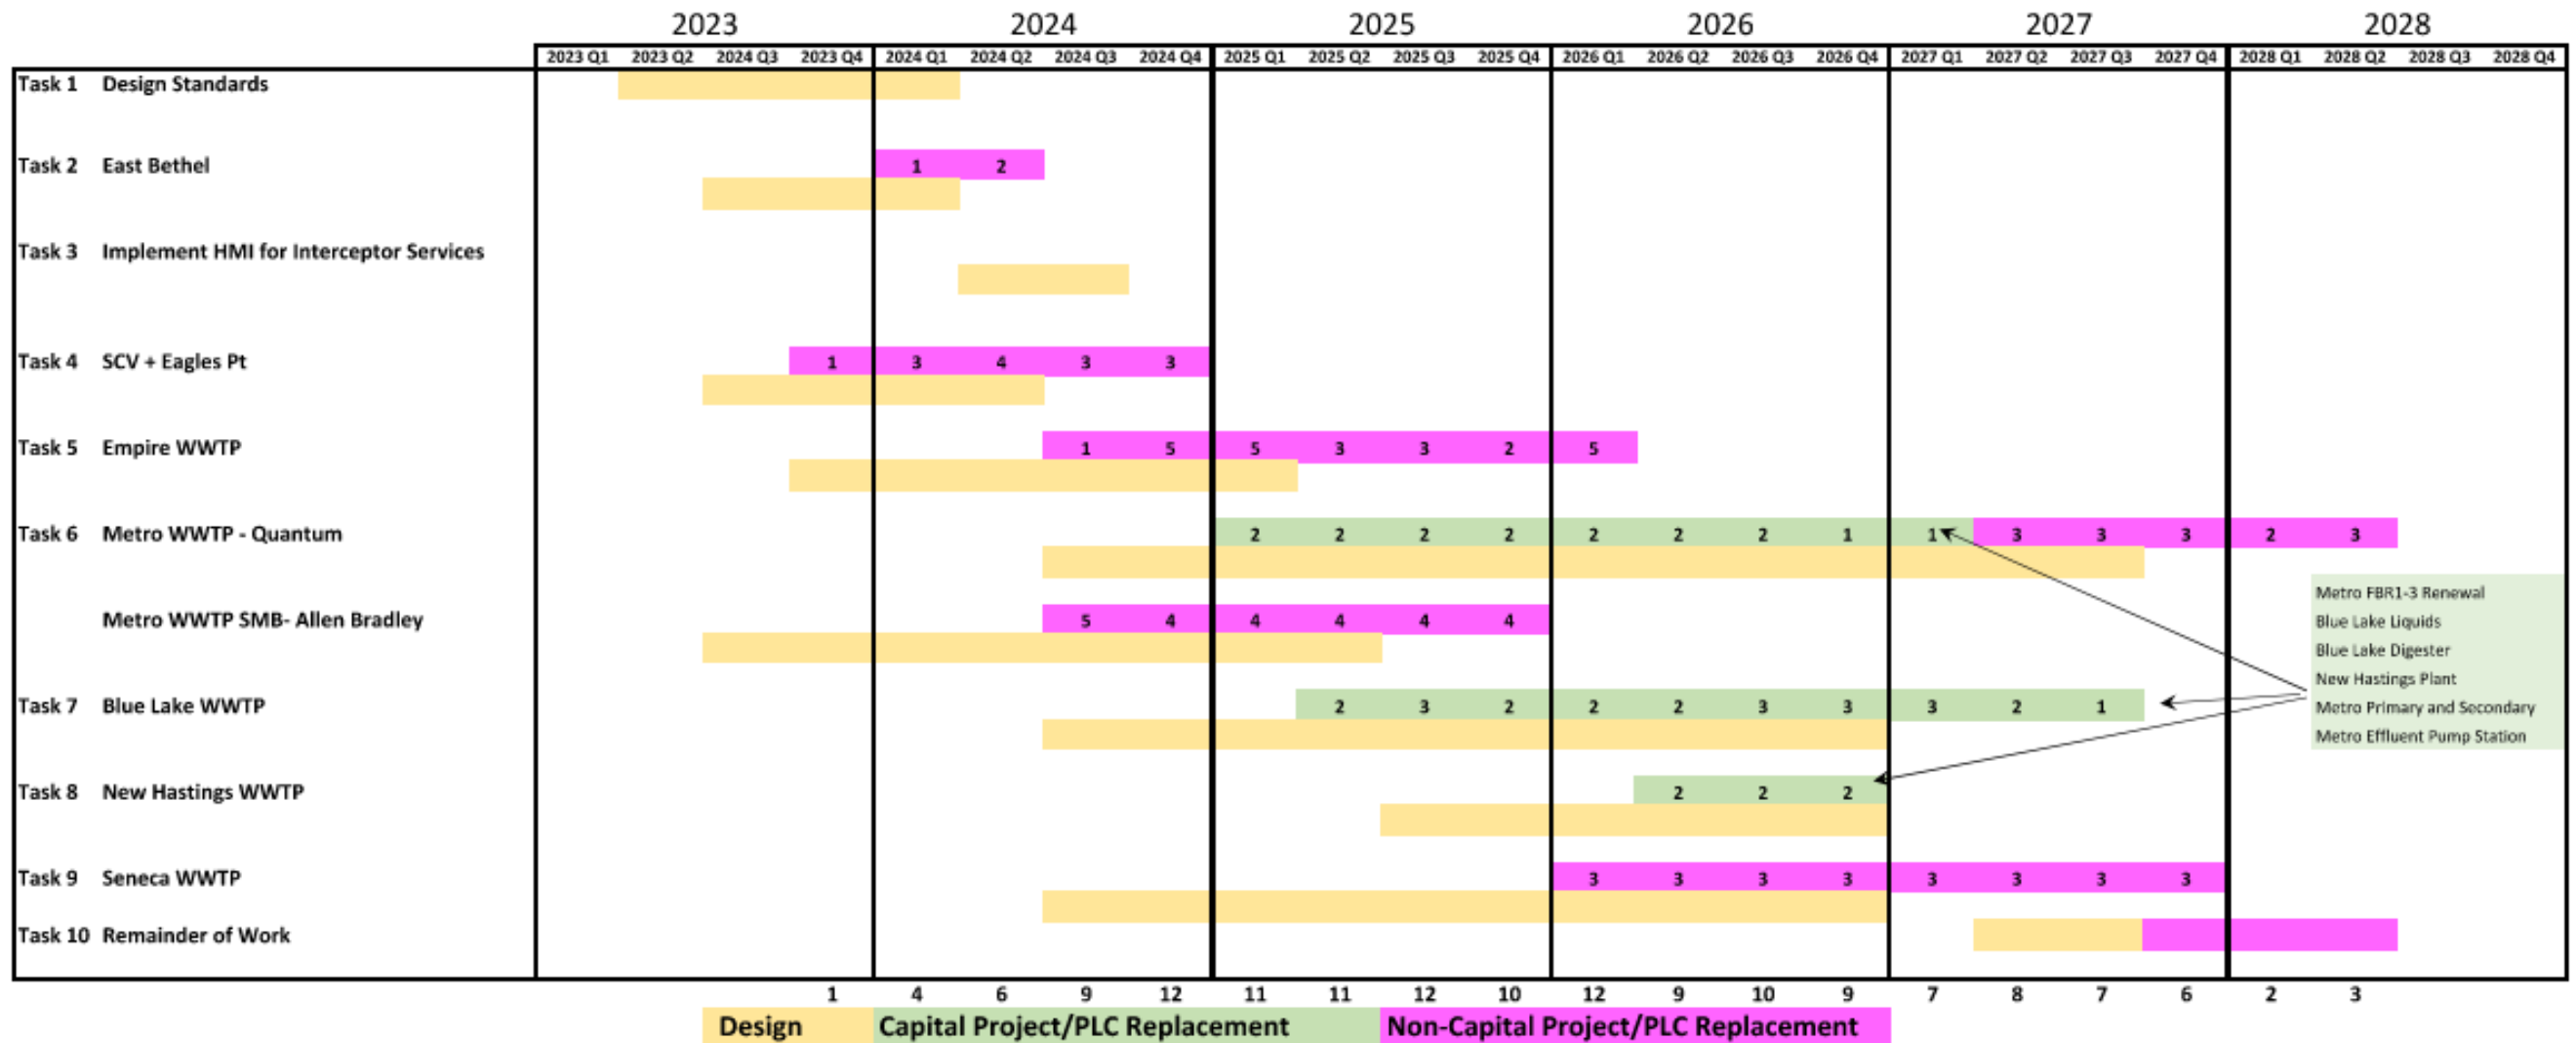 2023 2024 2025 2026 2027 2028
2023 Q1 2023 Q2 2024 Q3 2023 Q4 2024 Q1 2024 Q2 2024 Q3 2024 Q4 2025 Q1 2025 Q2 2025 Q3 2025 Q4 2026 Q1 2026 Q2 2026 Q3 2026 Q4 2027 Q1 2027 Q2 2027 Q3 2027 Q4 2028 Q1 2028 Q2 2028 Q3 2028 Q4
Task 1 Design Standards
Task 2 East Bethel 1 2
Task 3 Implement HMI for Interceptor Services
Task 4 SCV + Eagles Pt 1 3 4 3 3
Task 5 Empire WWTP 1 5 5 3 3 2 5
Task 6 Metro WWTP - Quantum 2 2 2 2 2 2 2 1 1 3 3 3 2 3
Metro WWTP SMB- Allen Bradley 5 4 4 4 4 4
Task 7 Blue Lake WWTP 2 3 2 2 2 3 3 3 2 1
Task 8 New Hastings WWTP 2 2 2
Task 9 Seneca WWTP 3 3 3 3 3 3 3 3
Task 10 Remainder of Work
Metro FBR1-3 Renewal
Blue Lake Liquids
Blue Lake Digester
New Hastings Plant
Metro Primary and Secondary
Metro Effluent Pump Station
1 4 6 9 12 11 11 12 10 12 9 10 9 7 8 7 6 2 3
Design Capital Project/PLC Replacement Non-Capital Project/PLC Replacement